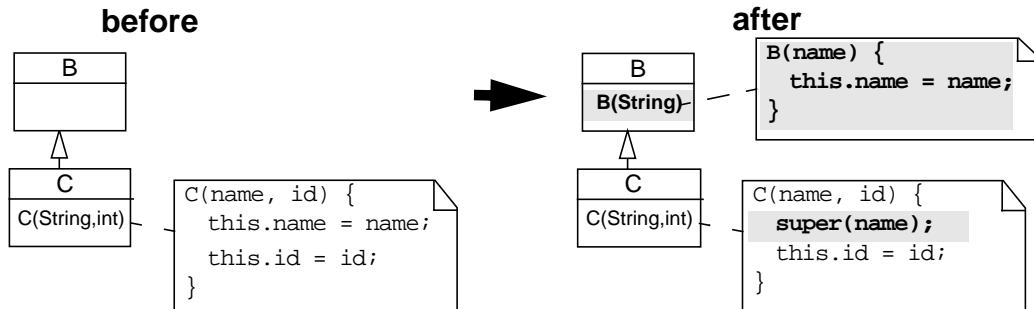 before
B
C
C(String,int)
C(name, id) {
this.name = name;
this.id = id;
}
after
B
B(String)
B(name) {
this.name = name;
}
C
C(String,int)
C(name, id) {
super(name);
this.id = id;
}